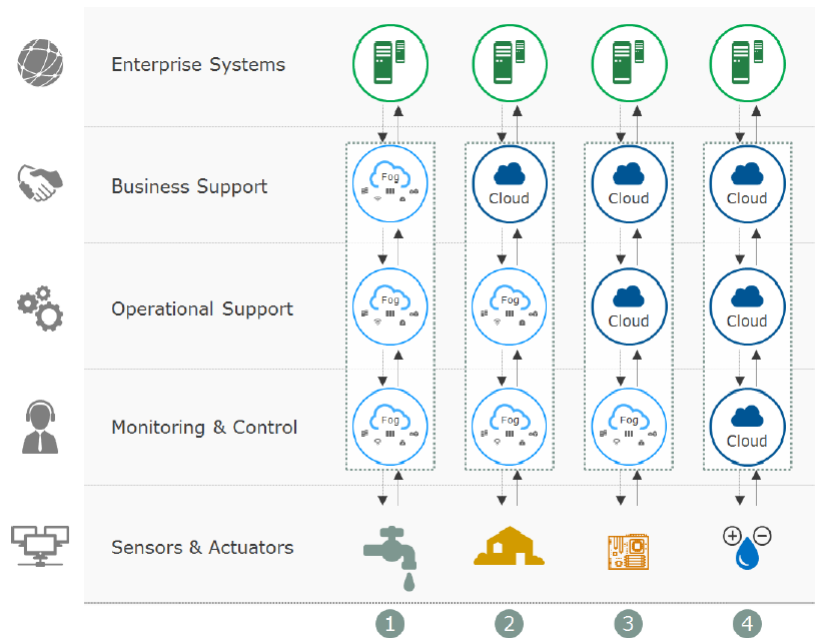 Enterprise Systems
Business Support
Fog
Cloud
Cloud
Cloud
Operational Support
Fog
Fog
Cloud
Cloud
Monitoring & Control
Fog
Fog
Fog
Cloud
Sensors & Actuators
1
2
3
4